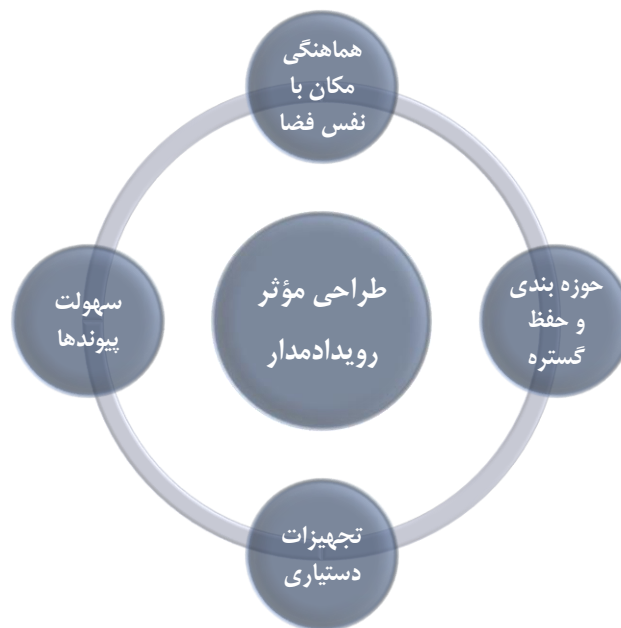 هماهنگی
مکان با
نفس فضا
حوزه بندی
و حفظ
گستره
طراحی مؤثر
رویدادمدار
سهولت
پیوندها
تجهیزات
دستیاری